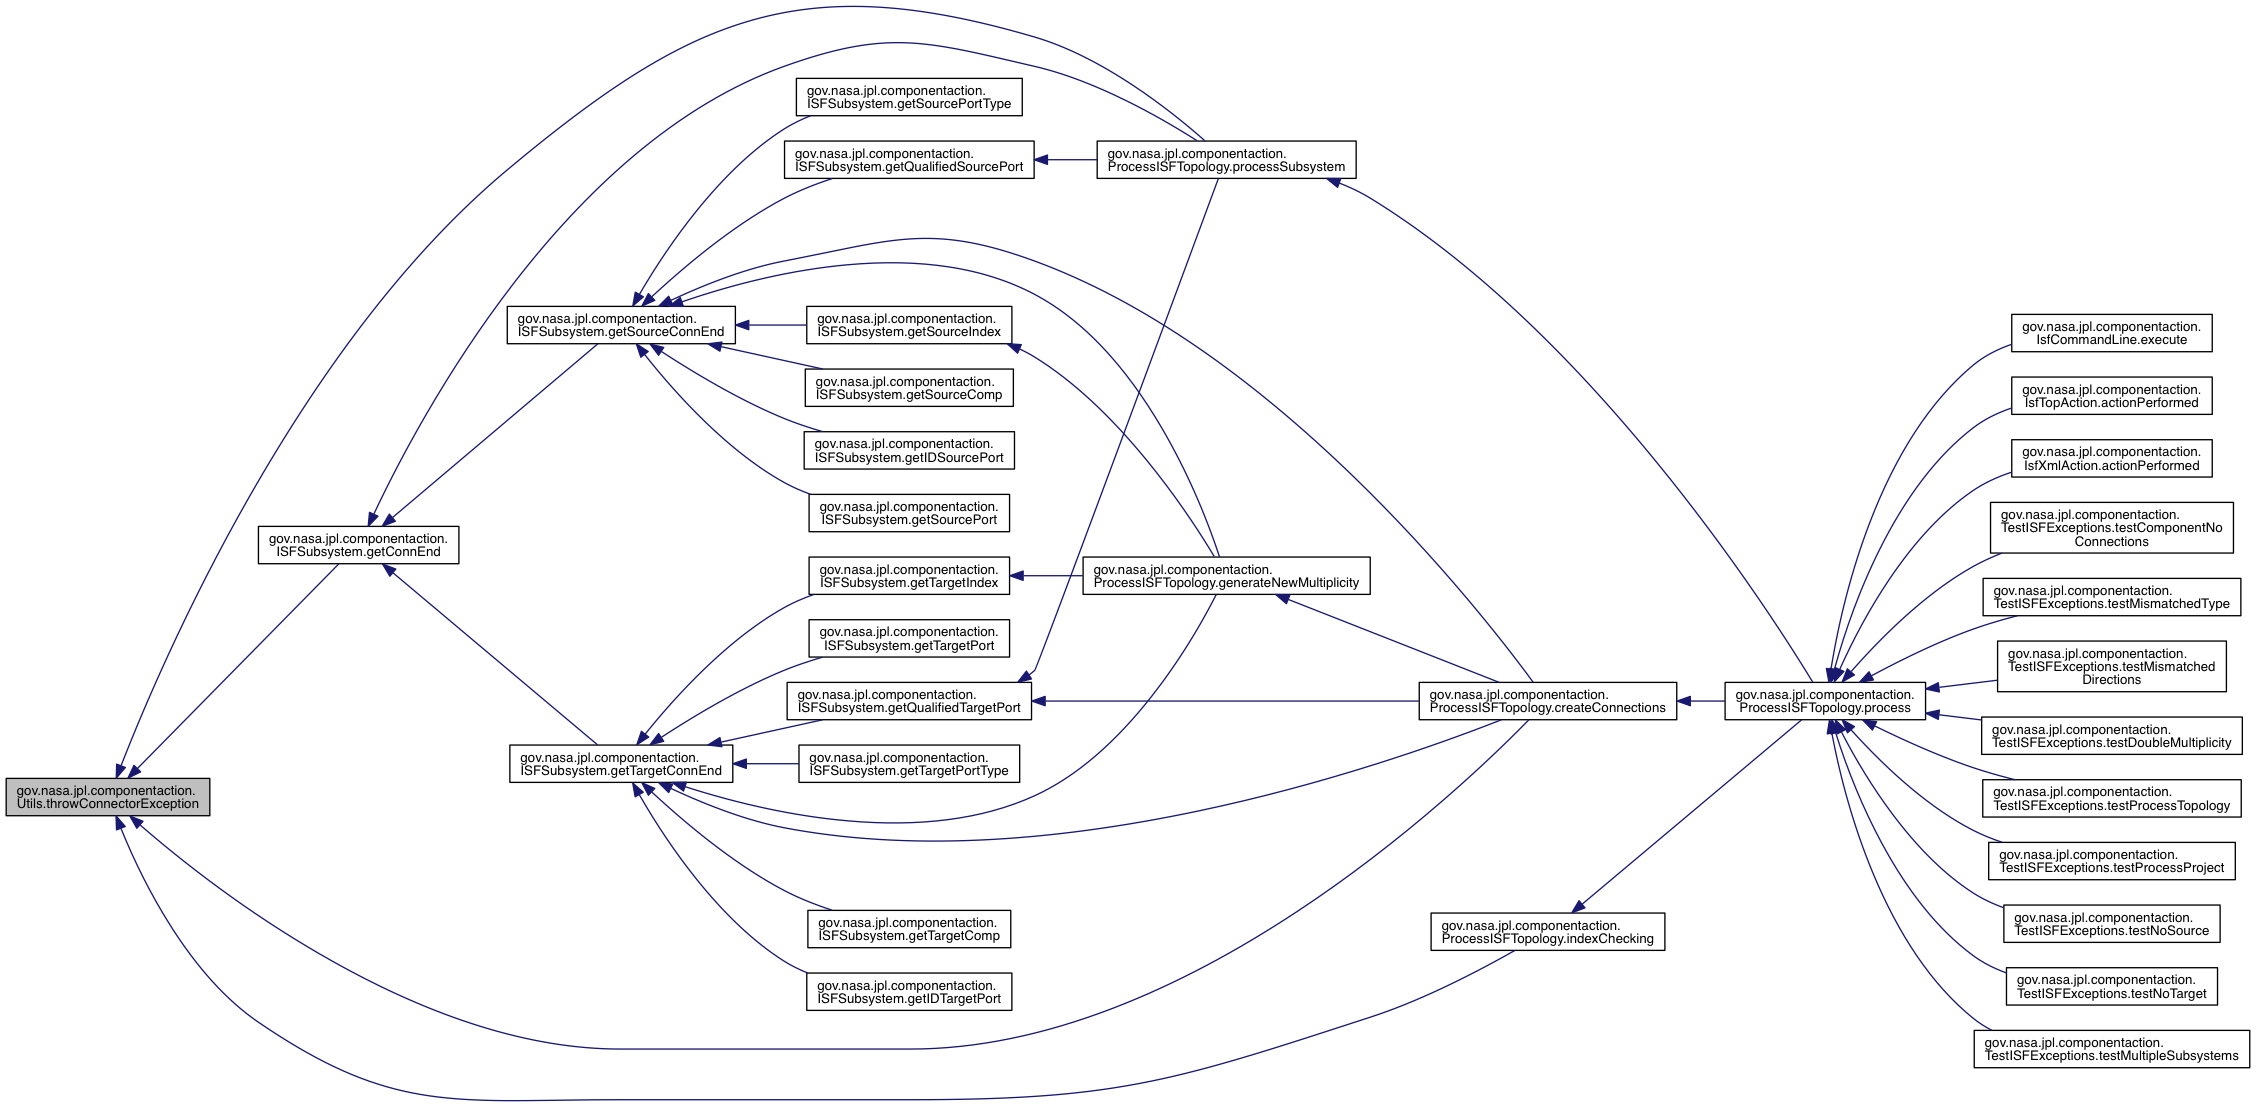 gov.nasa.jpl.componentaction.
Utils.throwConnectorException
gov.nasa.jpl.componentaction.
ISFSubsystem.getConnEnd
gov.nasa.jpl.componentaction.
ISFSubsystem.getSourceConnEnd
gov.nasa.jpl.componentaction.
ISFSubsystem.getTargetConnEnd
gov.nasa.jpl.componentaction.
ISFSubsystem.getSourcePortType
gov.nasa.jpl.componentaction.
ISFSubsystem.getQualifiedSourcePort
gov.nasa.jpl.componentaction.
ISFSubsystem.getSourceIndex
gov.nasa.jpl.componentaction.
ISFSubsystem.getSourceComp
gov.nasa.jpl.componentaction.
ISFSubsystem.getIDSourcePort
gov.nasa.jpl.componentaction.
ISFSubsystem.getSourcePort
gov.nasa.jpl.componentaction.
ISFSubsystem.getTargetIndex
gov.nasa.jpl.componentaction.
ISFSubsystem.getTargetPort
gov.nasa.jpl.componentaction.
ISFSubsystem.getQualifiedTargetPort
gov.nasa.jpl.componentaction.
ISFSubsystem.getTargetPortType
gov.nasa.jpl.componentaction.
ISFSubsystem.getTargetComp
gov.nasa.jpl.componentaction.
ISFSubsystem.getIDTargetPort
gov.nasa.jpl.componentaction.
ProcessISFTopology.processSubsystem
gov.nasa.jpl.componentaction.
ProcessISFTopology.generateNewMultiplicity
gov.nasa.jpl.componentaction.
ProcessISFTopology.createConnections
gov.nasa.jpl.componentaction.
ProcessISFTopology.indexChecking
gov.nasa.jpl.componentaction.
ProcessISFTopology.process
gov.nasa.jpl.componentaction.
IsfCommandLine.execute
gov.nasa.jpl.componentaction.
IsfTopAction.actionPerformed
gov.nasa.jpl.componentaction.
IsfXmlAction.actionPerformed
gov.nasa.jpl.componentaction.
TestISFExceptions.testComponentNo
Connections
gov.nasa.jpl.componentaction.
TestISFExceptions.testMismatchedType
gov.nasa.jpl.componentaction.
TestISFExceptions.testMismatched
Directions
gov.nasa.jpl.componentaction.
TestISFExceptions.testDoubleMultiplicity
gov.nasa.jpl.componentaction.
TestISFExceptions.testProcessTopology
gov.nasa.jpl.componentaction.
TestISFExceptions.testProcessProject
gov.nasa.jpl.componentaction.
TestISFExceptions.testNoSource
gov.nasa.jpl.componentaction.
TestISFExceptions.testNoTarget
gov.nasa.jpl.componentaction.
TestISFExceptions.testMultipleSubsystems